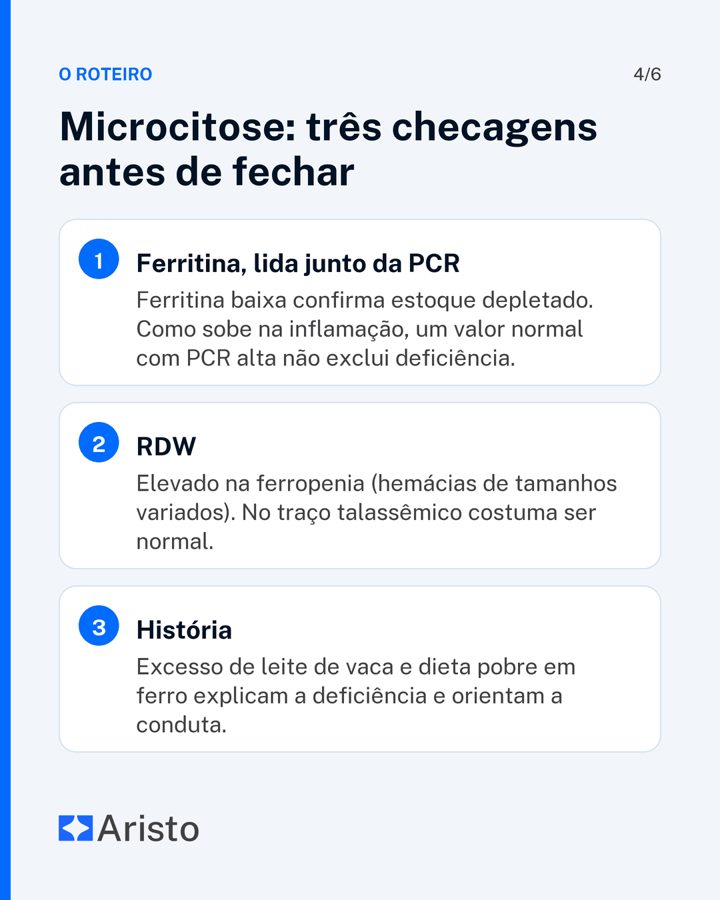 O ROTEIRO
4/6
Microcitose: três checagens
antes de fechar
1
Ferritina, lida junto da PCR
Ferritina baixa confirma estoque depletado.
Como sobe na inflamação, um valor normal
com PCR alta não exclui deficiência.
2
RDW
Elevado na ferropenia (hemácias de tamanhos
variados). No traço talassêmico costuma ser
normal.
3
História
Excesso de leite de vaca e dieta pobre em
ferro explicam a deficiência e orientam a
conduta.
Aristo